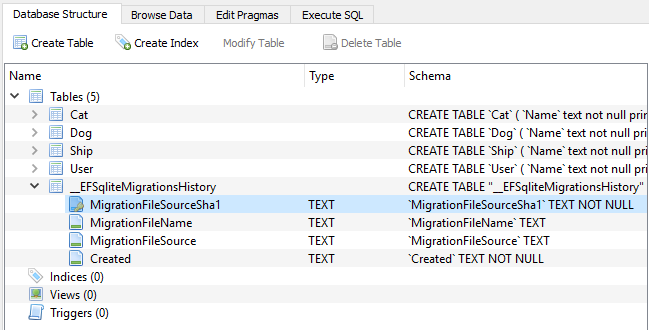 Database Structure Browse Data Edit Pragmas Execute SQL
Create Table Create Index Modify Table Delete Table
Name Type Schema
Tables (5)
Cat CREATE TABLE `Cat` ( `Name` text not null pri
Dog CREATE TABLE `Dog` ( `Name` text not null pri
Ship CREATE TABLE `Ship` ( `Name` text not null pr
User CREATE TABLE `User` ( `Name` text not null pr
__EFSqliteMigrationsHistory CREATE TABLE "__EFSqliteMigrationsHistory"
MigrationFileSourceSha1 TEXT `MigrationFileSourceSha1` TEXT NOT NULL
MigrationFileName TEXT `MigrationFileName` TEXT
MigrationFileSource TEXT `MigrationFileSource` TEXT
Created TEXT `Created` TEXT NOT NULL
Indices (0)
Views (0)
Triggers (0)